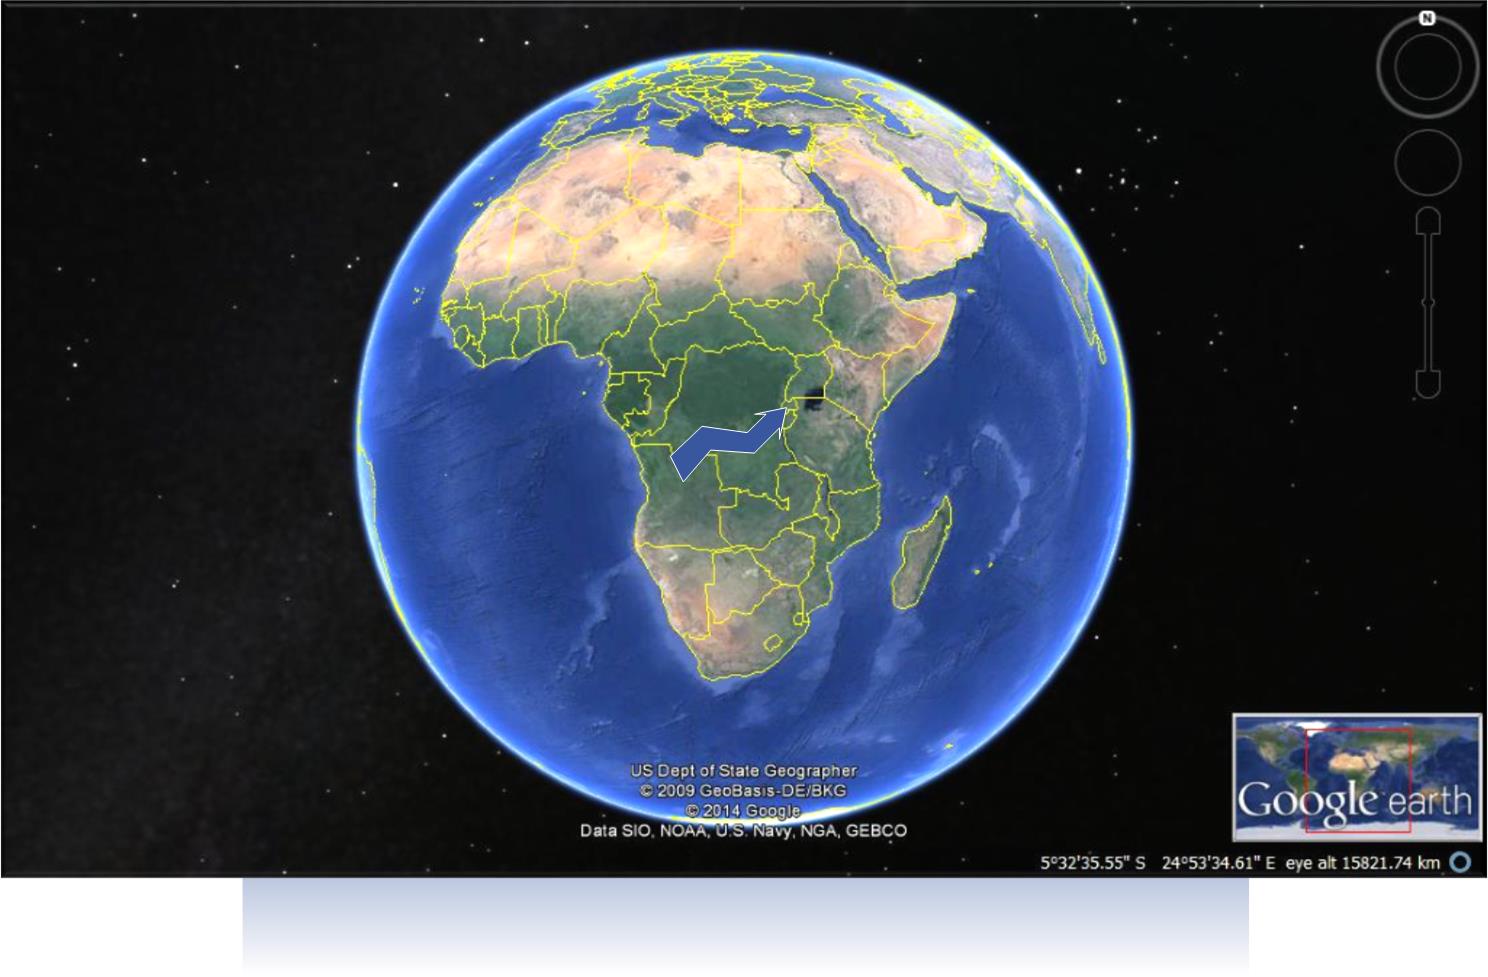 N
US Dept of State Geographer
© 2009 GeoBasis-DE/BKG
© 2014 Google
Data SIO, NOAA, U.S. Navy, NGA, GEBCO
Google earth
5°32'35.55" S 24°53'34.61" E eye alt 15821.74 km